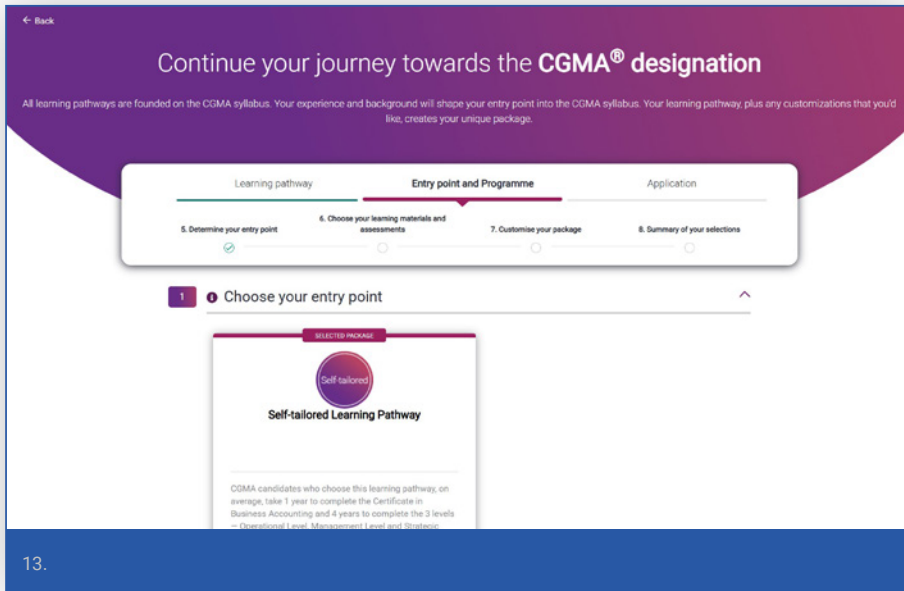 ← Back
Continue your journey towards the CGMA® designation
All learning pathways are founded on the CGMA syllabus. Your experience and background will shape your entry point into the CGMA syllabus. Your learning pathway, plus any customizations that you'd
like, creates your unique package.
Learning pathway
Entry point and Programme
Application
5. Determine your entry point
6. Choose your learning materials and
assessments
7. Customise your package
8. Summary of your selections
1
Choose your entry point
SELECTED PACKAGE
Self-tailored
Self-tailored Learning Pathway
CGMA candidates who choose this learning pathway, on
average, take 1 year to complete the Certificate in
Business Accounting and 4 years to complete the 3 levels
— Operational Level, Management Level and Strategic
13.